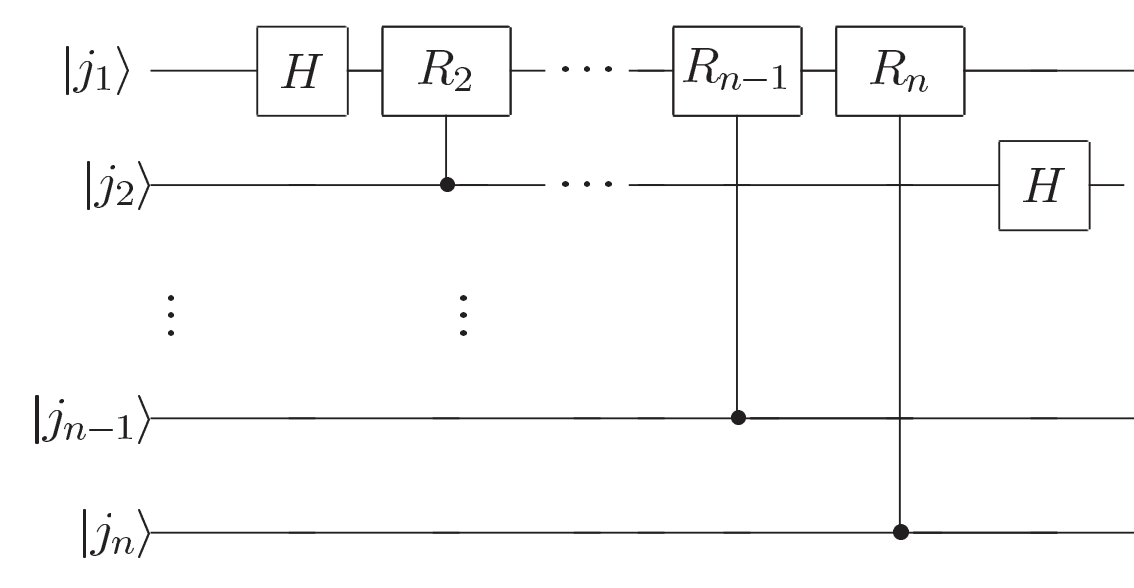 |j₁⟩ H R₂ ⋯ Rₙ₋₁ Rₙ
|j₂⟩ ⋯ H
⋮ ⋮
|jₙ₋₁⟩
|jₙ⟩